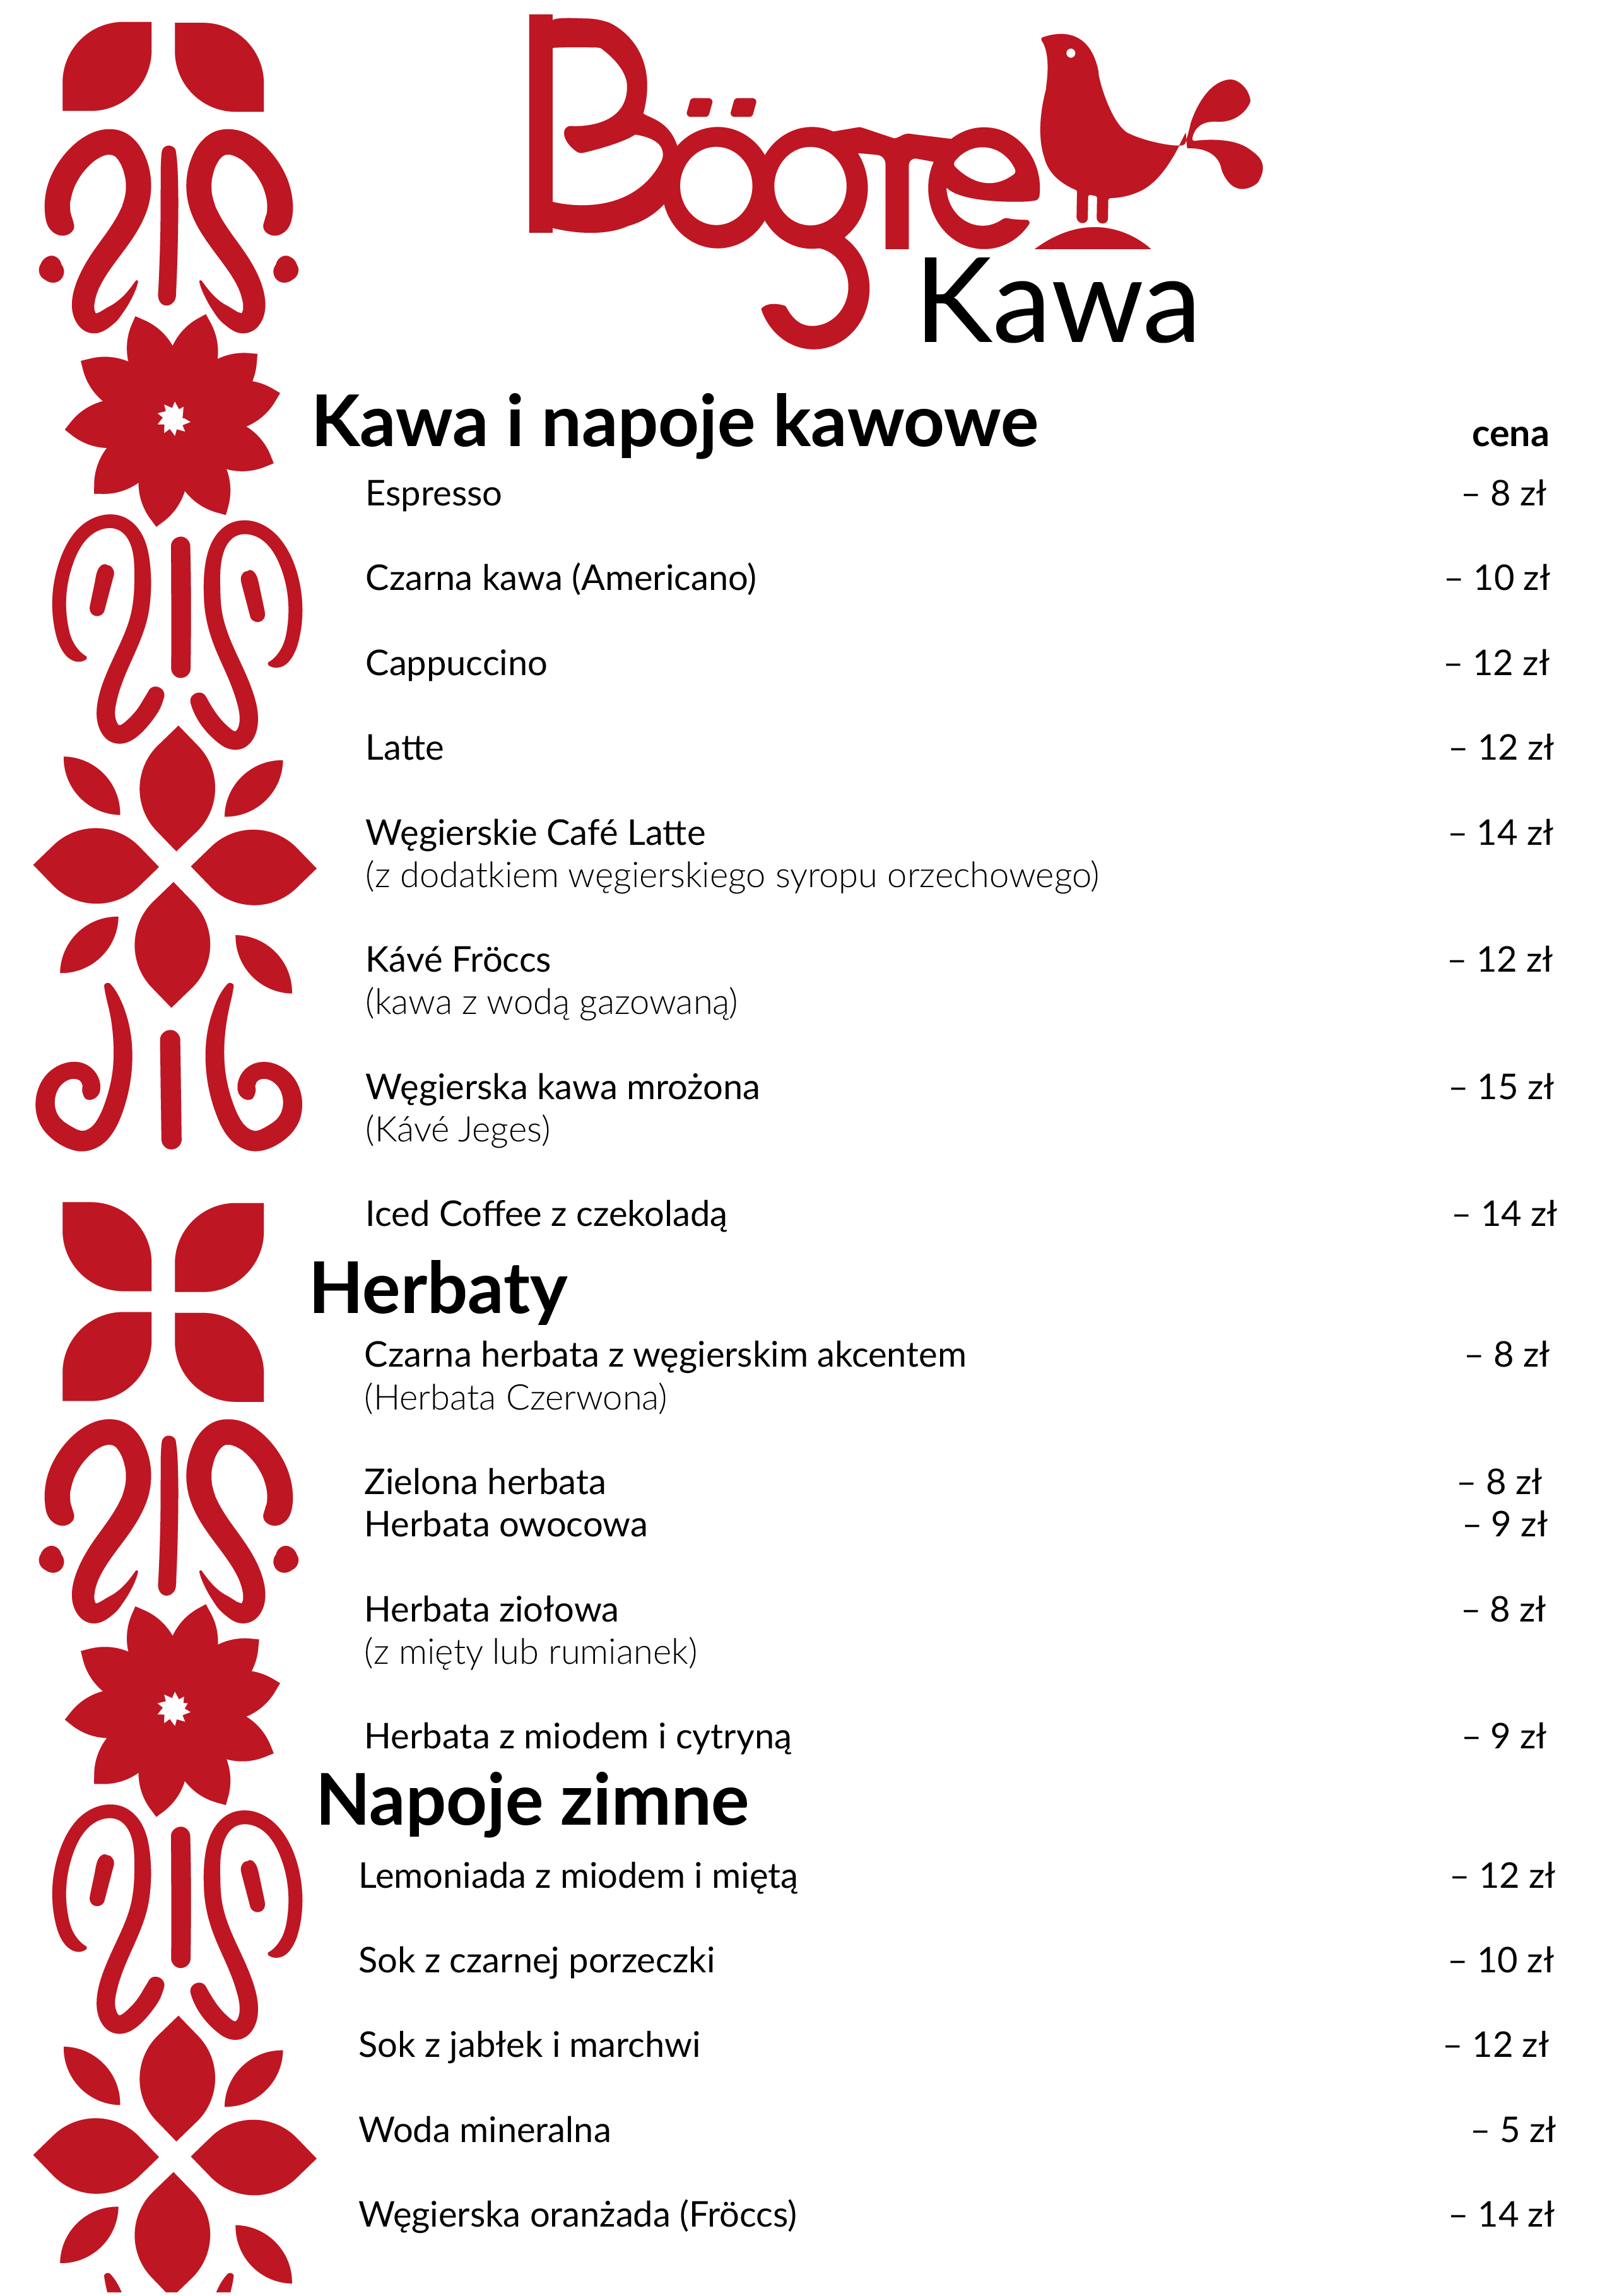 Bögre
Kawa
Kawa i napoje kawowe cena
Espresso – 8 zł
Czarna kawa (Americano) – 10 zł
Cappuccino – 12 zł
Latte – 12 zł
Węgierskie Café Latte – 14 zł
(z dodatkiem węgierskiego syropu orzechowego)
Kávé Fröccs – 12 zł
(kawa z wodą gazowaną)
Węgierska kawa mrożona – 15 zł
(Kávé Jeges)
Iced Coffee z czekoladą – 14 zł
Herbaty
Czarna herbata z węgierskim akcentem – 8 zł
(Herbata Czerwona)
Zielona herbata – 8 zł
Herbata owocowa – 9 zł
Herbata ziołowa – 8 zł
(z mięty lub rumianek)
Herbata z miodem i cytryną – 9 zł
Napoje zimne
Lemoniada z miodem i miętą – 12 zł
Sok z czarnej porzeczki – 10 zł
Sok z jabłek i marchwi – 12 zł
Woda mineralna – 5 zł
Węgierska oranżada (Fröccs) – 14 zł